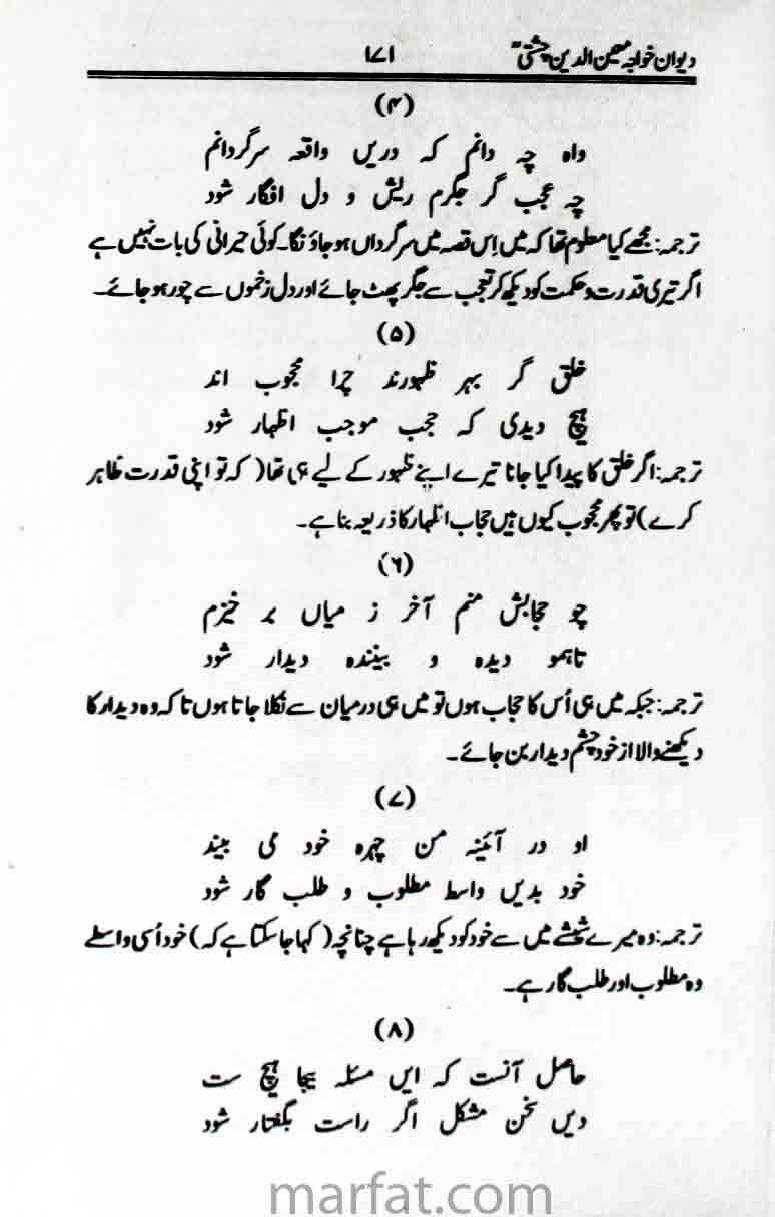 دیوان خواجہ معین الدین چشتیؒ
۱۷۱
(۴)
واہ چہ دانم کہ دریں واقعہ سرگردانم
چہ عجب گر جگرم ریش و دل افگار شود
ترجمہ: مجھے کیا معلوم تھا کہ میں اِس قصہ میں سرگرداں ہو جاؤ نگا۔ کوئی حیرانی کی بات نہیں ہے
اگر تیری قدرت و حکمت کو دیکھ کر تعجب سے جگر پھٹ جائے اور دل زخموں سے چور ہو جائے۔
(۵)
خلق گر بہر ظہورند چرا محجوب اند
ہیچ دیدی کہ حجب موجب اظہار شود
ترجمہ: اگر خلق کا پیدا کیا جانا تیرے اپنے ظہور کے لیے ہی تھا (کہ تو اپنی قدرت ظاہر
کرے) تو پھر محجوب کیوں ہیں حجاب اظہار کا ذریعہ بنا ہے۔
(۶)
چو حجابش منم آخر ز میاں بر خیزم
تاہمو دیدہ و بینندہ دیدار شود
ترجمہ: جبکہ میں ہی اُس کا حجاب ہوں تو میں ہی درمیان سے نکلا جاتا ہوں تاکہ وہ دیدار کا
دیکھنے والا از خود چشم دیدار بن جائے۔
(۷)
او در آئینہ من چہرہ خود می بیند
خود بدیں واسط مطلوب و طلب گار شود
ترجمہ: وہ میرے شیشے میں سے خود کو دیکھ رہا ہے چنانچہ (کہا جا سکتا ہے کہ) خود اُسی واسطے
وہ مطلوب اور طلب گار ہے۔
(۸)
حاصل آنست کہ ایں مسئلہ بیجا ہیچ ست
دیں سخن مشکل اگر راست بگفتار شود
marfat.com